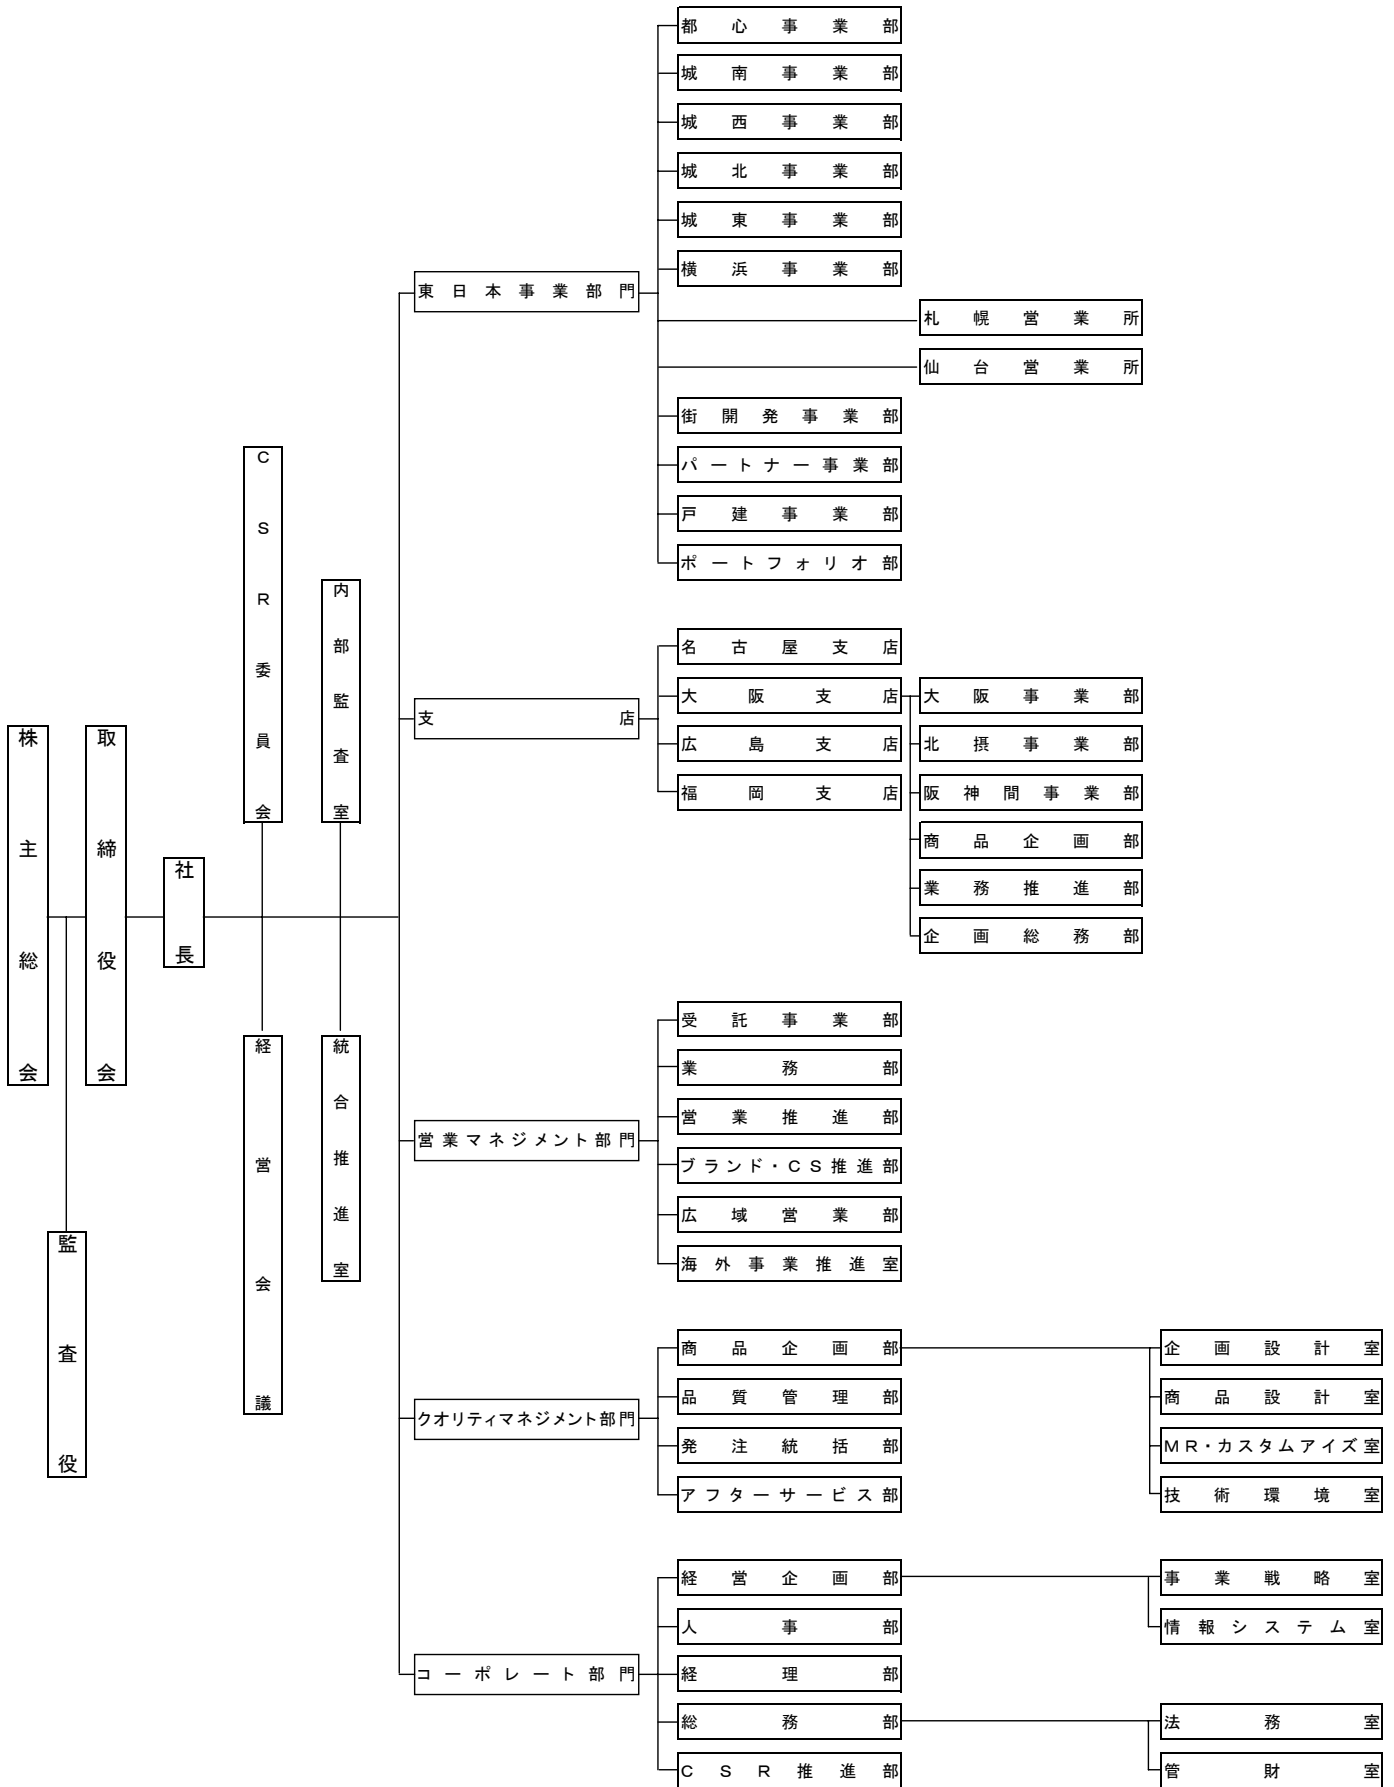 株主総会
取締役会
監査役
社長
CSR委員会
経営会議
内部監査室
統合推進室
東日本事業部門
都心事業部
城南事業部
城西事業部
城北事業部
城東事業部
横浜事業部
札幌営業所
仙台営業所
街開発事業部
パートナー事業部
戸建事業部
ポートフォリオ部
支店
名古屋支店
大阪支店
大阪事業部
北摂事業部
阪神間事業部
商品企画部
業務推進部
企画総務部
広島支店
福岡支店
営業マネジメント部門
受託事業部
業務部
営業推進部
ブランド・CS推進部
広域営業部
海外事業推進室
クオリティマネジメント部門
商品企画部
企画設計室
商品設計室
MR・カスタムアイズ室
技術環境室
品質管理部
発注統括部
アフターサービス部
コーポレート部門
経営企画部
事業戦略室
情報システム室
人事部
経理部
総務部
法務室
管財室
CSR推進部